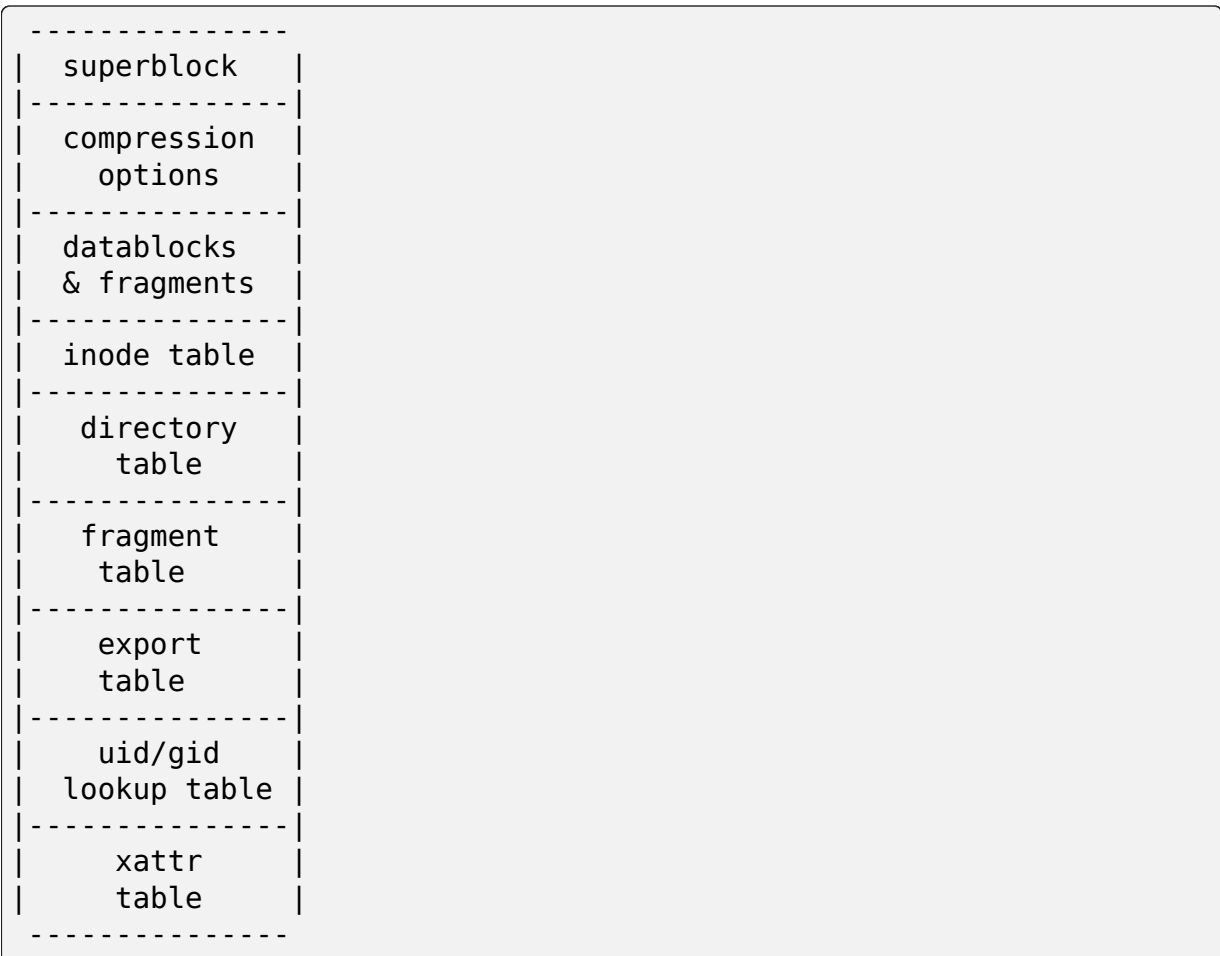 ---------------
|  superblock   |
|---------------|
|  compression  |
|    options    |
|---------------|
|  datablocks   |
|  & fragments  |
|---------------|
|  inode table  |
|---------------|
|   directory   |
|     table     |
|---------------|
|   fragment    |
|    table      |
|---------------|
|    export     |
|    table      |
|---------------|
|    uid/gid    |
|  lookup table |
|---------------|
|     xattr     |
|     table     |
 ---------------